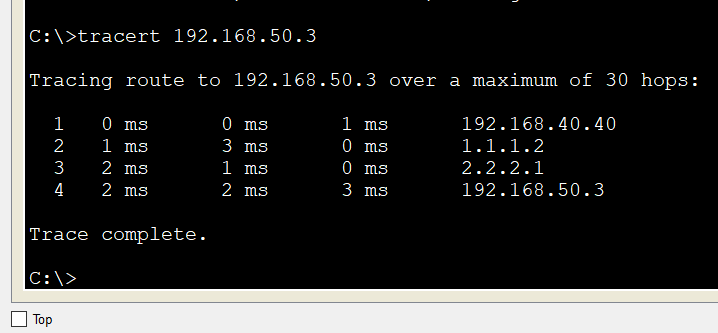 C:\>tracert 192.168.50.3
Tracing route to 192.168.50.3 over a maximum of 30 hops:
1 0 ms 0 ms 1 ms 192.168.40.40
2 1 ms 3 ms 0 ms 1.1.1.2
3 2 ms 1 ms 0 ms 2.2.2.1
4 2 ms 2 ms 3 ms 192.168.50.3
Trace complete.
C:\>
Top